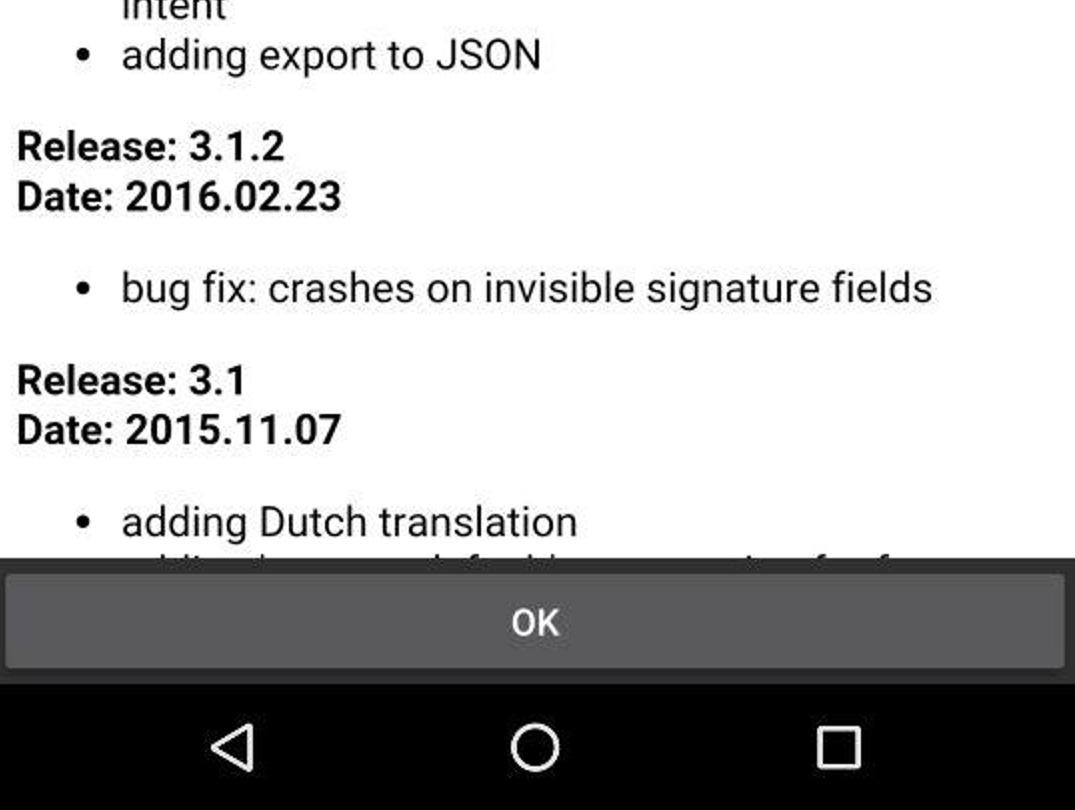 intent
• adding export to JSON
Release: 3.1.2
Date: 2016.02.23
• bug fix: crashes on invisible signature fields
Release: 3.1
Date: 2015.11.07
• adding Dutch translation
OK